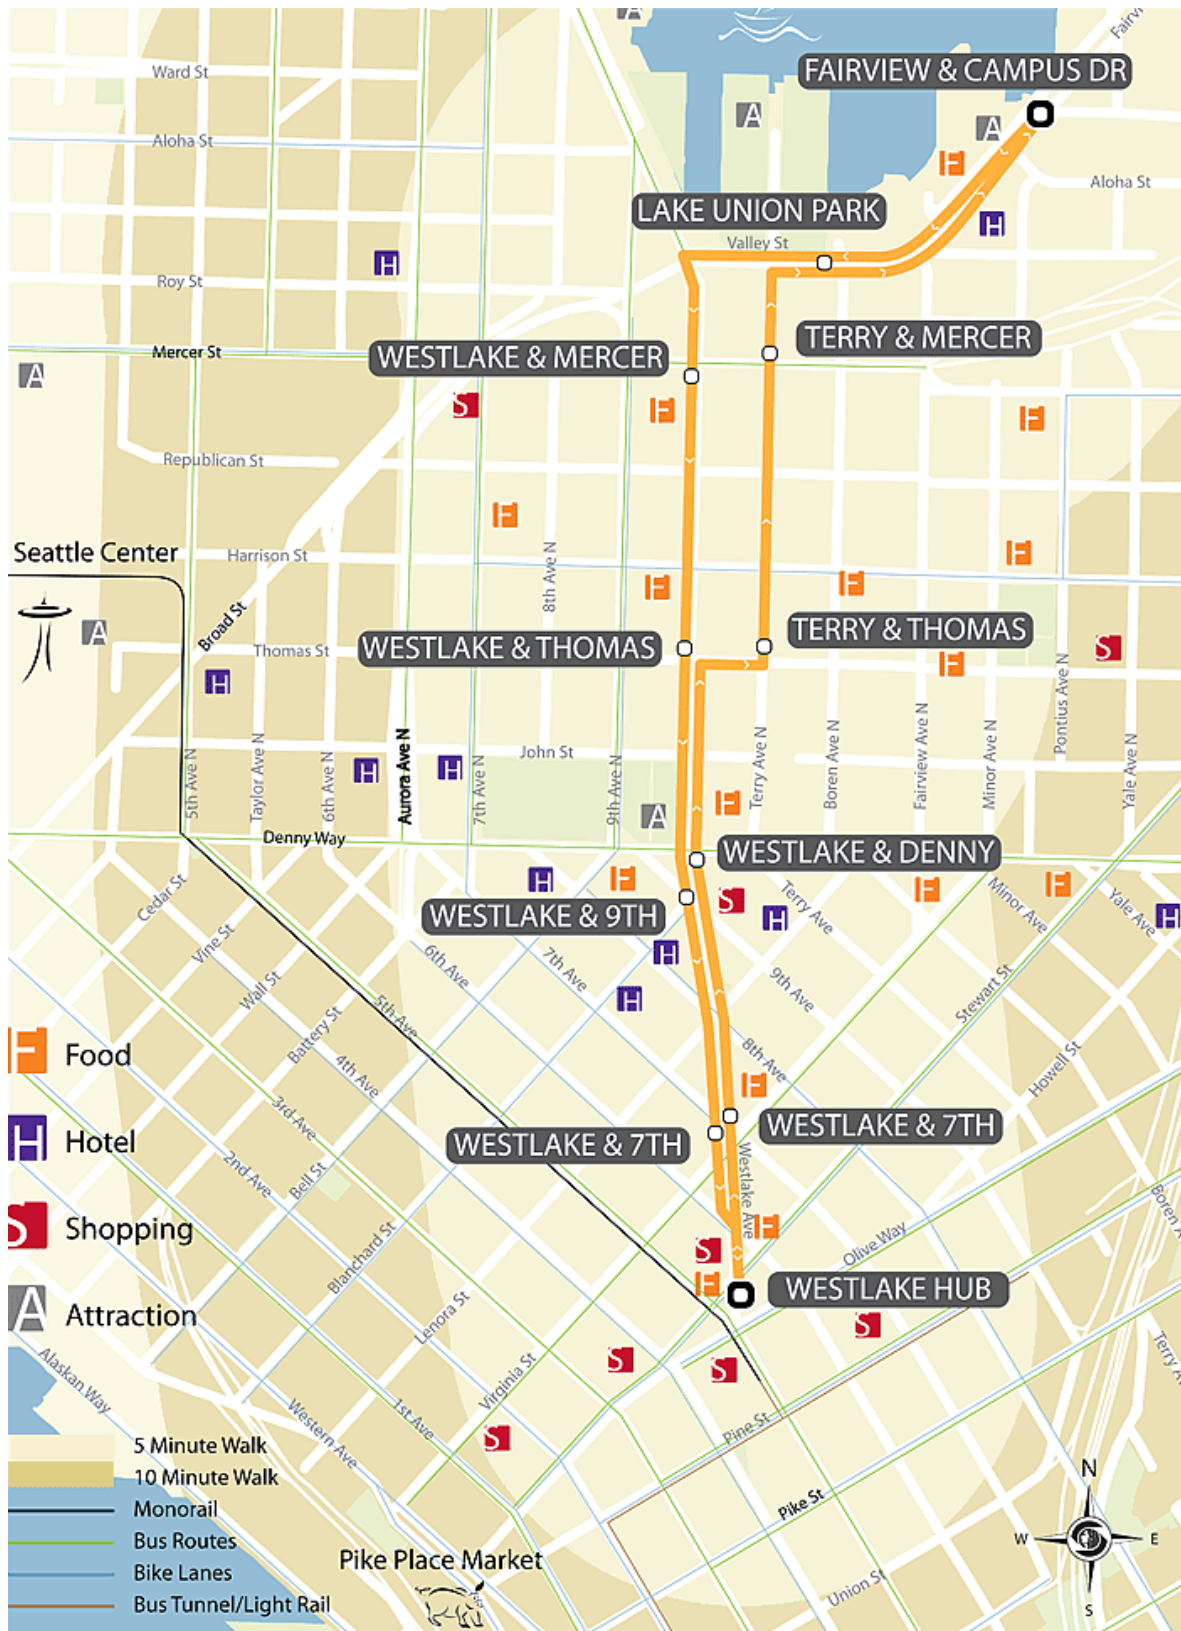 Fairv
FAIRVIEW & CAMPUS DR
Ward St
A
A
A
Aloha St
F
Aloha St
LAKE UNION PARK
H
Valley St
H
Roy St
TERRY & MERCER
Mercer St
WESTLAKE & MERCER
A
S
F
F
Republican St
F
Seattle Center
Harrison St
F
8th Ave N
F
F
A
Broad St
TERRY & THOMAS
Thomas St
WESTLAKE & THOMAS
S
F
H
Pontius Ave N
John St
H
H
5th Ave N
Taylor Ave N
6th Ave N
Aurora Ave N
7th Ave N
9th Ave N
Terry Ave N
Boren Ave N
Fairview Ave N
Minor Ave N
Yale Ave N
F
A
Denny Way
WESTLAKE & DENNY
H
F
F
F
Cedar St
S
Terry Ave
Minor Ave
Yale Ave
WESTLAKE & 9TH
H
H
Vine St
H
6th Ave
7th Ave
9th Ave
Wall St
Stewart St
H
5th Ave
Battery St
F Food
4th Ave
8th Ave
Howell St
F
3rd Ave
H Hotel
WESTLAKE & 7TH
WESTLAKE & 7TH
2nd Ave
Bell St
Westlake Ave
Boren A
S Shopping
F
S
Blanchard St
Olive Way
F
WESTLAKE HUB
A Attraction
Lenora St
S
S
S
Terry A
Alaskan Way
Virginia St
1st Ave
Western Ave
S
Pine St
5 Minute Walk
10 Minute Walk
Monorail
Bus Routes
Bike Lanes
Bus Tunnel/Light Rail
Pike St
N
W
E
S
Pike Place Market
Union St